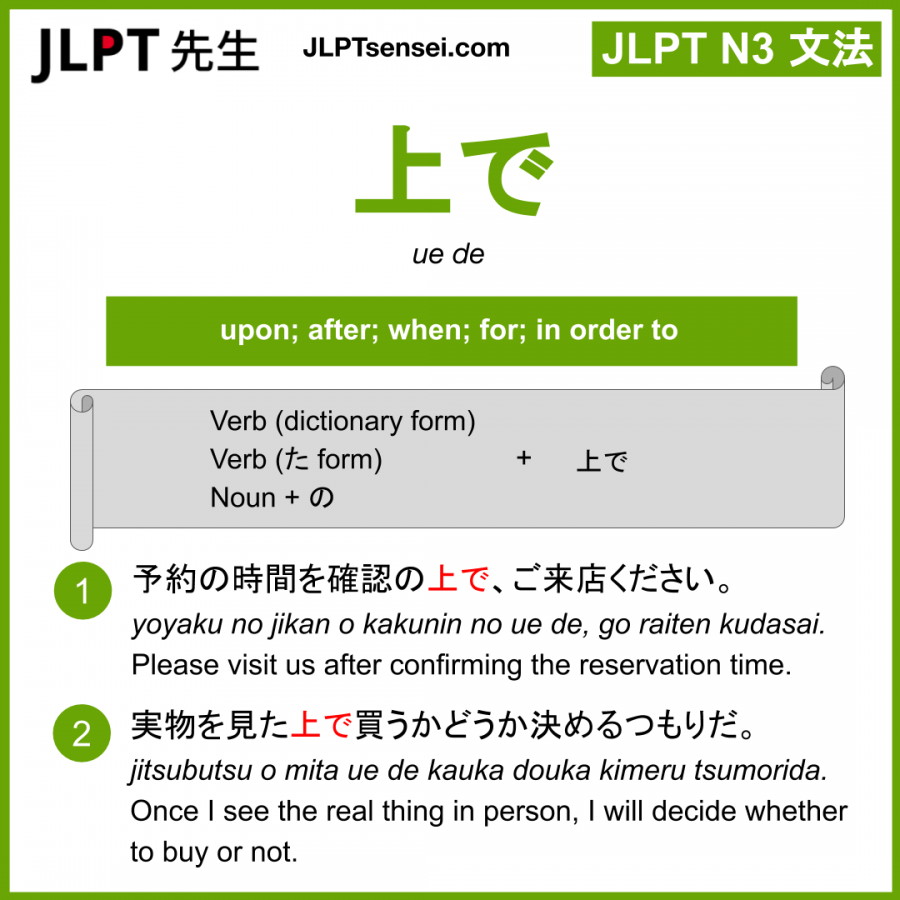 JLPT 先生
JLPTsensei.com
JLPT N3 文法
上で
ue de
upon; after; when; for; in order to
Verb (dictionary form)
Verb (た form) + 上で
Noun + の
1 予約の時間を確認の上で、ご来店ください。
yoyaku no jikan o kakunin no ue de, go raiten kudasai.
Please visit us after confirming the reservation time.
2 実物を見た上で買うかどうか決めるつもりだ。
jitsubutsu o mita ue de kauka douka kimeru tsumorida.
Once I see the real thing in person, I will decide whether
to buy or not.